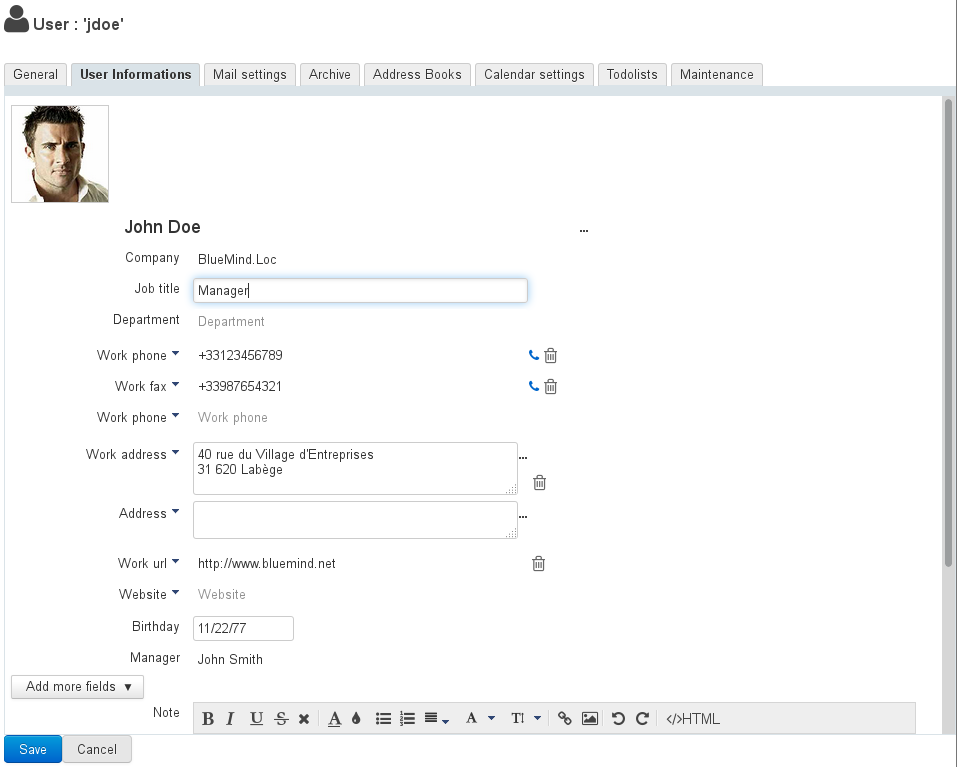 User : 'jdoe'
General User Informations Mail settings Archive Address Books Calendar settings Todolists Maintenance
John Doe ...
Company BlueMind.Loc
Job title Manager
Department Department
Work phone +33123456789
Work fax +33987654321
Work phone Work phone
Work address 40 rue du Village d'Entreprises ...
31 620 Labège
Address ...
Work url http://www.bluemind.net
Website Website
Birthday 11/22/77
Manager John Smith
Add more fields ▼
Note B I U S A A T! </>HTML
Save Cancel